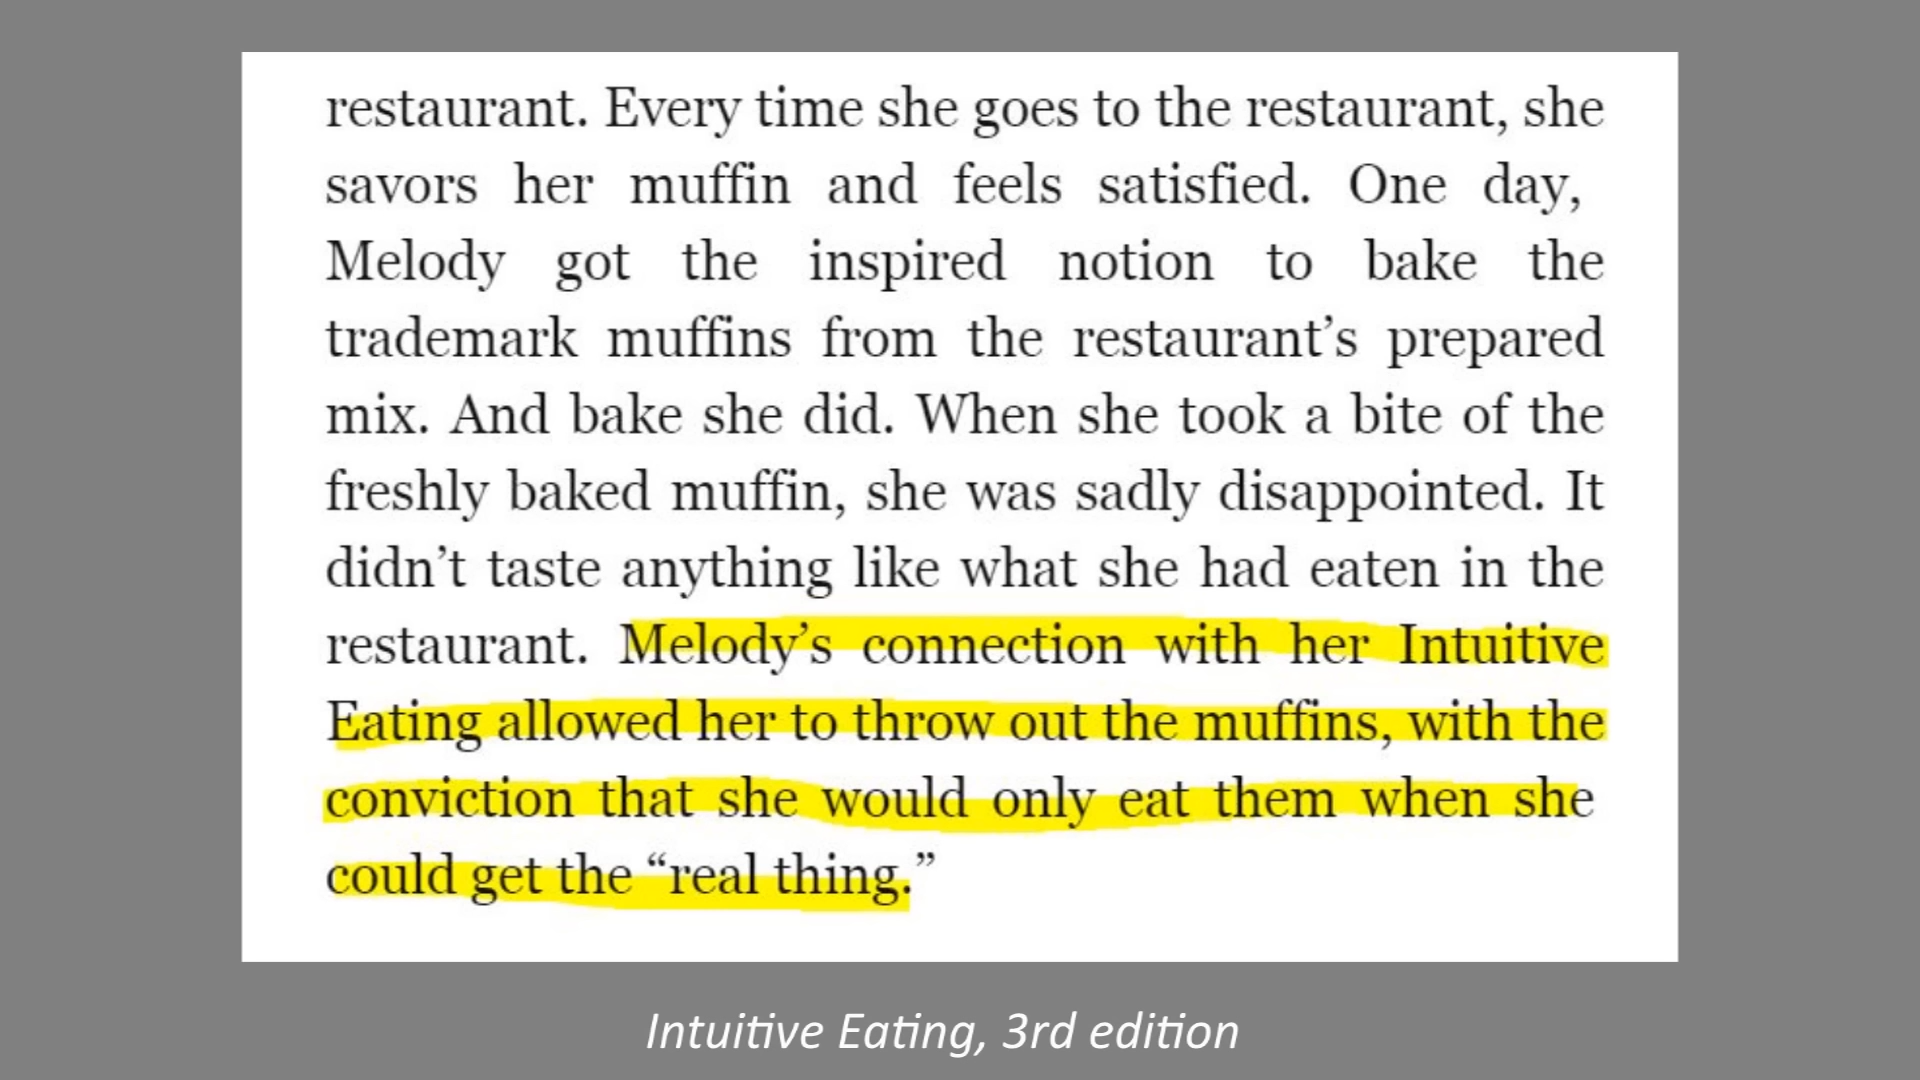 restaurant. Every time she goes to the restaurant, she
savors her muffin and feels satisfied. One day,
Melody got the inspired notion to bake the
trademark muffins from the restaurant’s prepared
mix. And bake she did. When she took a bite of the
freshly baked muffin, she was sadly disappointed. It
didn’t taste anything like what she had eaten in the
restaurant. Melody’s connection with her Intuitive
Eating allowed her to throw out the muffins, with the
conviction that she would only eat them when she
could get the “real thing.”
Intuitive Eating, 3rd edition